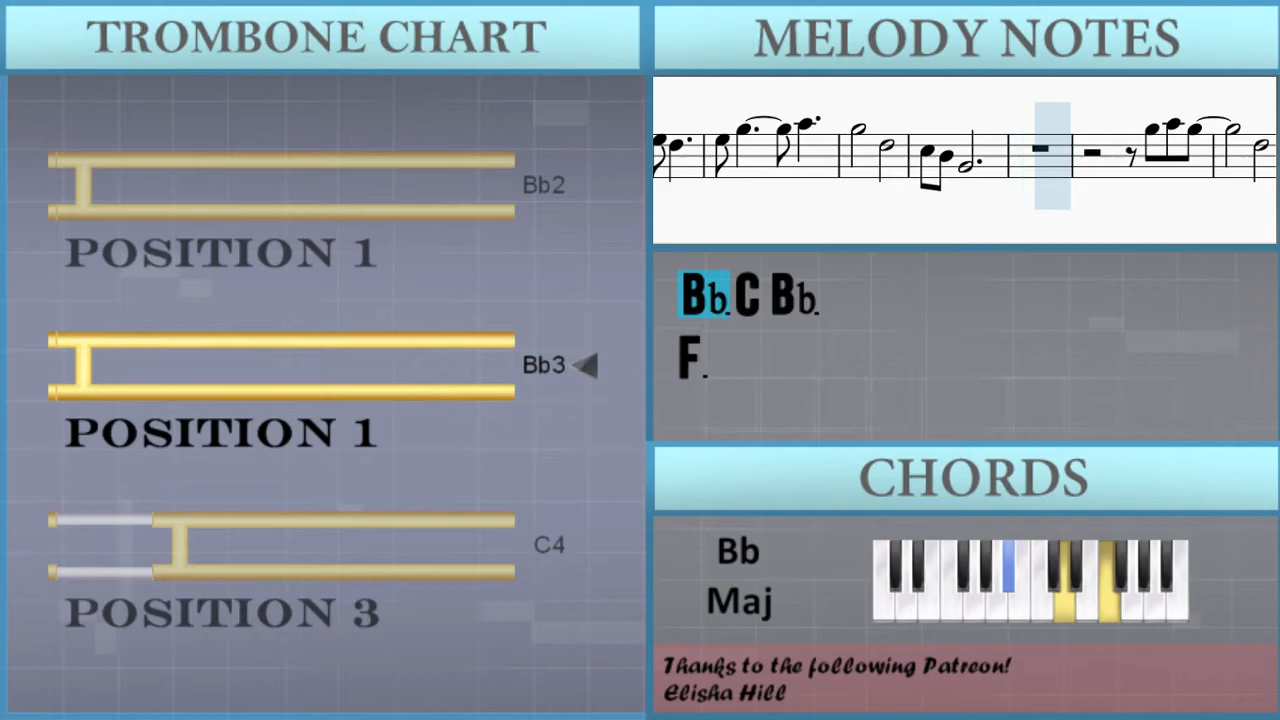 TROMBONE CHART
Bb2
POSITION 1
Bb3
POSITION 1
C4
POSITION 3
MELODY NOTES
Bb. C Bb.
F.
CHORDS
Bb
Maj
Thanks to the following Patreon!
Elisha Hill